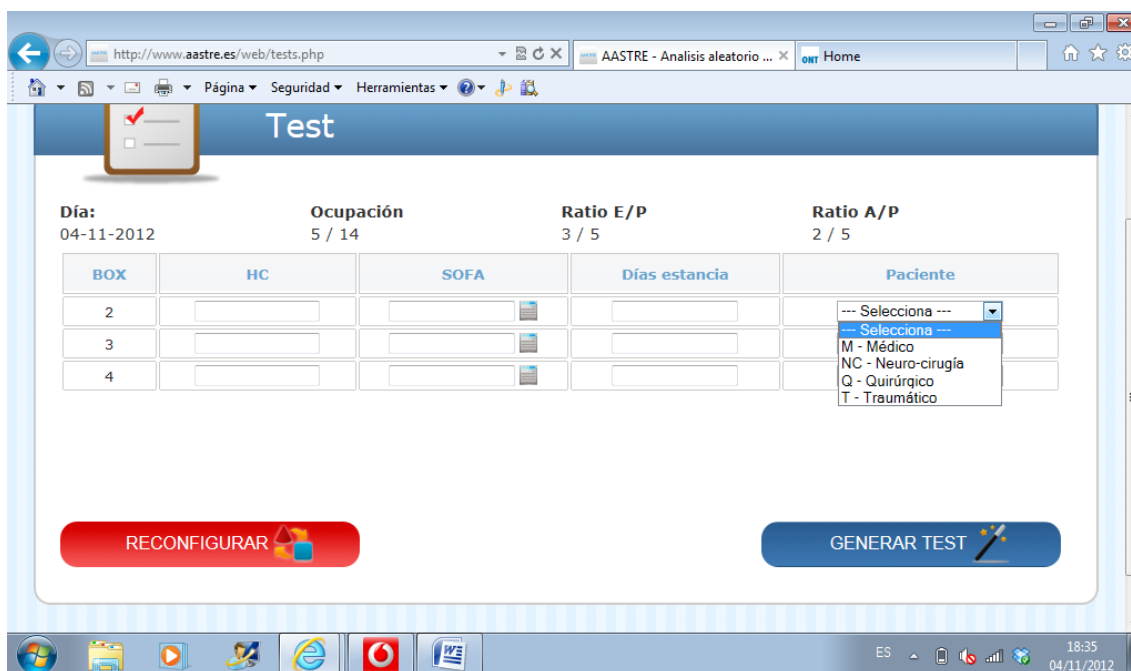 http://www.aastre.es/web/tests.php
AASTRE - Analisis aleatorio ...
ONT Home
Página Seguridad Herramientas
Test
Día: Ocupación Ratio E/P Ratio A/P
04-11-2012 5 / 14 3 / 5 2 / 5
BOX HC SOFA Días estancia Paciente
2 --- Selecciona ---
--- Selecciona ---
3 M - Médico
NC - Neuro-cirugía
4 Q - Quirúrgico
T - Traumático
RECONFIGURAR GENERAR TEST
ES 18:35
04/11/2012